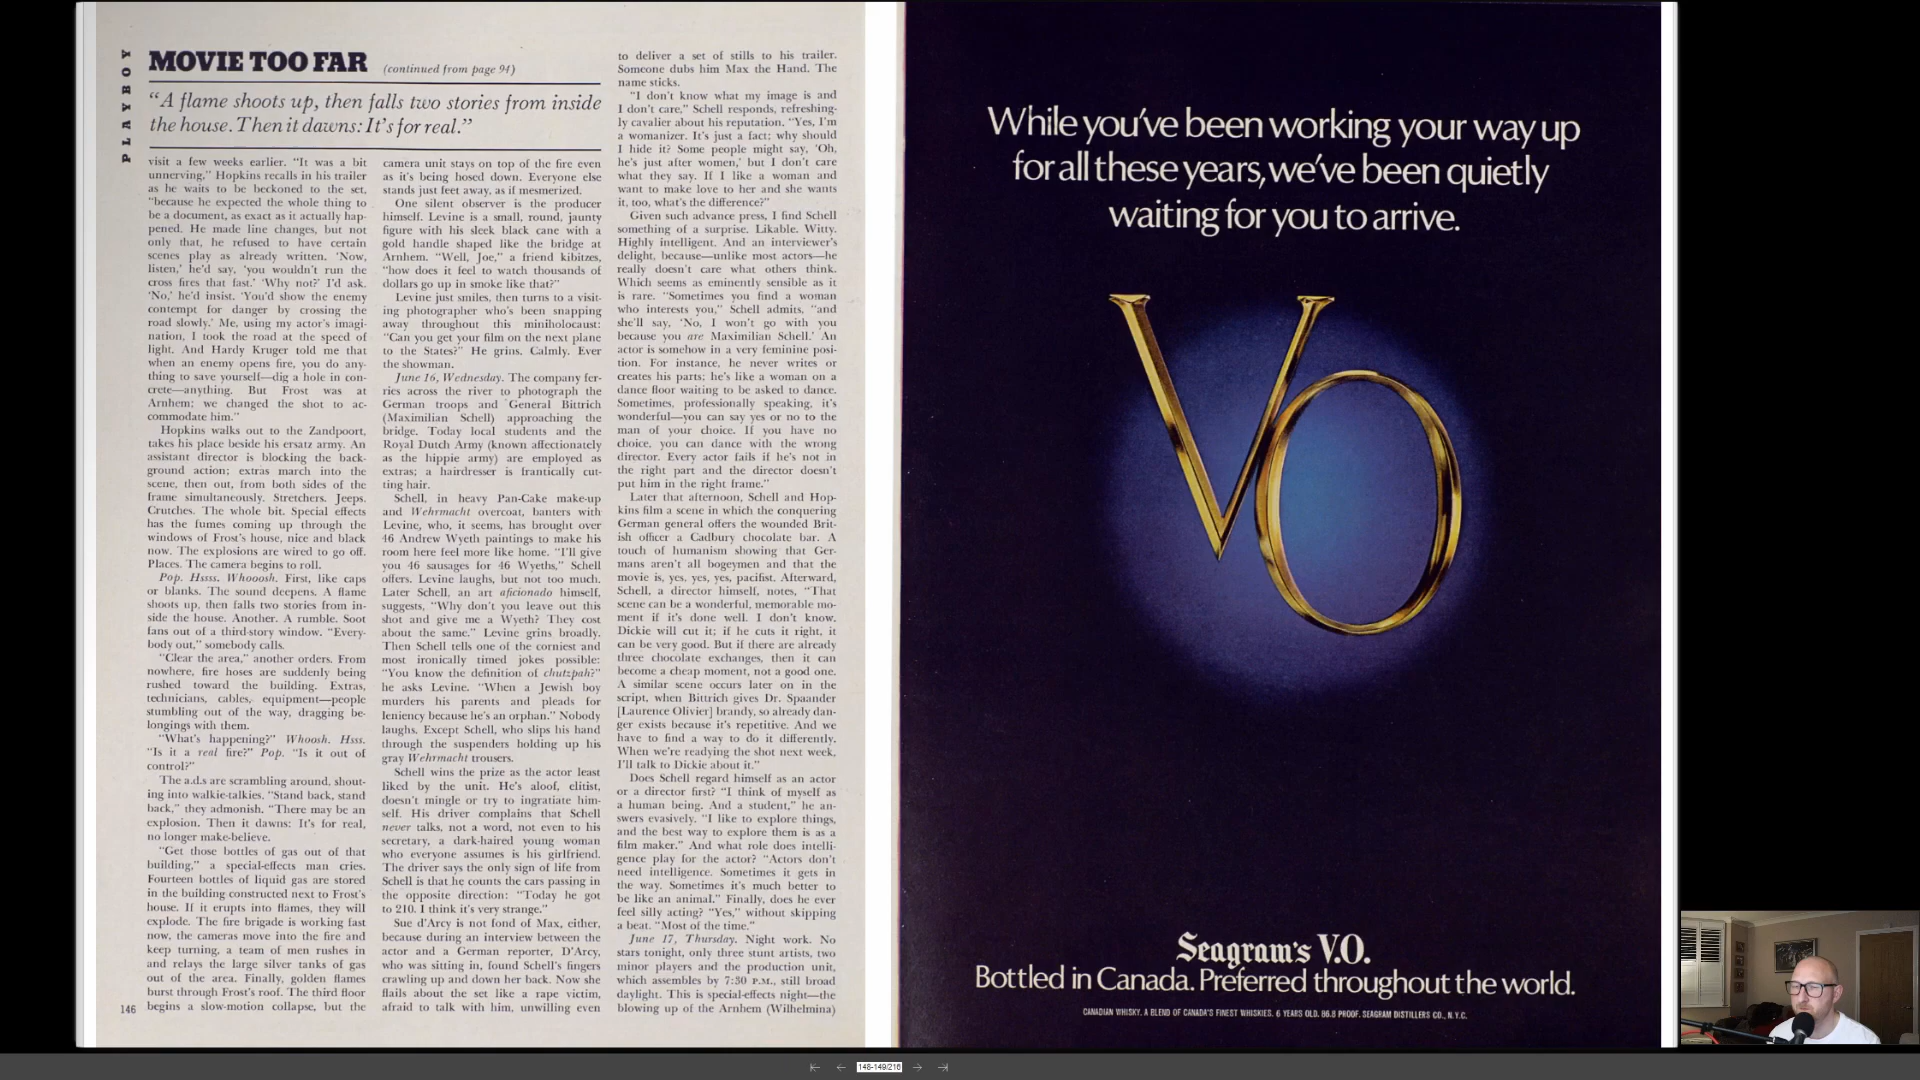 PLAYBOY
MOVIE TOO FAR (continued from page 94)
“A flame shoots up, then falls two stories from inside
the house. Then it dawns: It’s for real.”
visit a few weeks earlier. “It was a bit
unnerving,” Hopkins recalls in his trailer
as he waits to be beckoned to the set,
“because he expected the whole thing to
be a document, as exact as it actually hap-
pened. He made line changes, but not
only that, he refused to have certain
scenes play as already written. ‘Now,
listen,’ he’d say, ‘you wouldn’t run the
cross fires that fast.’ ‘Why not?’ I’d ask.
‘No,’ he’d insist. ‘You’d show the enemy
contempt for danger by crossing the
road slowly.’ Me, using my actor’s imagi-
nation, I took the road at the speed of
light. And Hardy Kruger told me that
when an enemy opens fire, you do any-
thing to save yourself—dig a hole in con-
crete—anything. But Frost was at
Arnhem; we changed the shot to ac-
commodate him.”
Hopkins walks out to the Zandpoort,
takes his place beside his ersatz army. An
assistant director is blocking the back-
ground action; extras march into the
scene, then out, from both sides of the
frame simultaneously. Stretchers. Jeeps.
Crutches. The whole bit. Special effects
has the fumes coming up through the
windows of Frost’s house, nice and black
now. The explosions are wired to go off.
Places. The camera begins to roll.
Pop. Hssss. Whooosh. First, like caps
or blanks. The sound deepens. A flame
shoots up, then falls two stories from in-
side the house. Another. A rumble. Soot
fans out of a third-story window. “Every-
body out,” somebody calls.
“Clear the area,” another orders. From
nowhere, fire hoses are suddenly being
rushed toward the building. Extras,
technicians, cables, equipment—people
stumbling out of the way, dragging be-
longings with them.
“What’s happening?” Whoosh. Hsss.
“Is it a real fire?” Pop. “Is it out of
control?”
The a.d.s are scrambling around, shout-
ing into walkie-talkies. “Stand back, stand
back,” they admonish. “There may be an
explosion. Then it dawns: It’s for real,
no longer make-believe.
“Get those bottles of gas out of that
building,” a special-effects man cries.
Fourteen bottles of liquid gas are stored
in the building constructed next to Frost’s
house. If it erupts into flames, they will
explode. The fire brigade is working fast
now, the cameras move into the fire and
keep turning, a team of men rushes in
and relays the large silver tanks of gas
out of the area. Finally, golden flames
burst through Frost’s roof. The third floor
begins a slow-motion collapse, but the
146
camera unit stays on top of the fire even
as it’s being hosed down. Everyone else
stands just feet away, as if mesmerized.
One silent observer is the producer
himself. Levine is a small, round, jaunty
figure with his sleek black cane with a
gold handle shaped like the bridge at
Arnhem. “Well, Joe,” a friend kibitzes,
“how does it feel to watch thousands of
dollars go up in smoke like that?”
Levine just smiles, then turns to a visit-
ing photographer who’s been snapping
away throughout this miniholocaust:
“Can you get your film on the next plane
to the States?” He grins. Calmly. Ever
the showman.
June 16, Wednesday. The company fer-
ries across the river to photograph the
German troops and General Bittrich
(Maximilian Schell) approaching the
bridge. Today local students and the
Royal Dutch Army (known affectionately
as the hippie army) are employed as
extras; a hairdresser is frantically cut-
ting hair.
Schell, in heavy Pan-Cake make-up
and Wehrmacht overcoat, banters with
Levine, who, it seems, has brought over
46 Andrew Wyeth paintings to make his
room here feel more like home. “I’ll give
you 46 sausages for 46 Wyeths,” Schell
offers. Levine laughs, but not too much.
Later Schell, an art aficionado himself,
suggests, “Why don’t you leave out this
shot and give me a Wyeth? They cost
about the same.” Levine grins broadly.
Then Schell tells one of the corniest and
most ironically timed jokes possible:
“You know the definition of chutzpah?”
he asks Levine. “When a Jewish boy
murders his parents and pleads for
leniency because he’s an orphan.” Nobody
laughs. Except Schell, who slips his hand
through the suspenders holding up his
gray Wehrmacht trousers.
Schell wins the prize as the actor least
liked by the unit. He’s aloof, elitist,
doesn’t mingle or try to ingratiate him-
self. His driver complains that Schell
never talks, not a word, not even to his
secretary, a dark-haired young woman
who everyone assumes is his girlfriend.
The driver says the only sign of life from
Schell is that he counts the cars passing in
the opposite direction: “Today he got
to 210. I think it’s very strange.”
Sue d’Arcy is not fond of Max, either,
because during an interview between the
actor and a German reporter, D’Arcy,
who was sitting in, found Schell’s fingers
crawling up and down her back. Now she
flails about the set like a rape victim,
afraid to talk with him, unwilling even
to deliver a set of stills to his trailer.
Someone dubs him Max the Hand. The
name sticks.
“I don’t know what my image is and
I don’t care,” Schell responds, refreshing-
ly cavalier about his reputation. “Yes, I’m
a womanizer. It’s just a fact; why should
I hide it? Some people might say, ‘Oh,
he’s just after women,’ but I don’t care
what they say. If I like a woman and
want to make love to her and she wants
it, too, what’s the difference?”
Given such advance press, I find Schell
something of a surprise. Likable. Witty.
Highly intelligent. And an interviewer’s
delight, because—unlike most actors—he
really doesn’t care what others think.
Which seems as eminently sensible as it
is rare. “Sometimes you find a woman
who interests you,” Schell admits, “and
she’ll say, ‘No, I won’t go with you
because you are Maximilian Schell.’ An
actor is somehow in a very feminine posi-
tion. For instance, he never writes or
creates his parts; he’s like a woman on a
dance floor waiting to be asked to dance.
Sometimes, professionally speaking, it’s
wonderful—you can say yes or no to the
man of your choice. If you have no
choice, you can dance with the wrong
director. Every actor fails if he’s not in
the right part and the director doesn’t
put him in the right frame.”
Later that afternoon, Schell and Hop-
kins film a scene in which the conquering
German general offers the wounded Brit-
ish officer a Cadbury chocolate bar. A
touch of humanism showing that Ger-
mans aren’t all bogeymen and that the
movie is, yes, yes, yes, pacifist. Afterward,
Schell, a director himself, notes, “That
scene can be a wonderful, memorable mo-
ment if it’s done well. I don’t know.
Dickie will cut it; if he cuts it right, it
can be very good. But if there are already
three chocolate exchanges, then it can
become a cheap moment, not a good one.
A similar scene occurs later on in the
script, when Bittrich gives Dr. Spaander
[Laurence Olivier] brandy, so already dan-
ger exists because it’s repetitive. And we
have to find a way to do it differently.
When we’re readying the shot next week,
I’ll talk to Dickie about it.”
Does Schell regard himself as an actor
or a director first? “I think of myself as
a human being. And a student,” he an-
swers evasively. “I like to explore things,
and the best way to explore them is as a
film maker.” And what role does intelli-
gence play for the actor? “Actors don’t
need intelligence. Sometimes it gets in
the way. Sometimes it’s much better to
be like an animal.” Finally, does he ever
feel silly acting? “Yes,” without skipping
a beat. “Most of the time.”
June 17, Thursday. Night work. No
stars tonight, only three stunt artists, two
minor players and the production unit,
which assembles by 7:30 P.M., still broad
daylight. This is special-effects night—the
blowing up of the Arnhem (Wilhelmina)
While you’ve been working your way up
for all these years, we’ve been quietly
waiting for you to arrive.
VO
Seagram’s V.O.
Bottled in Canada. Preferred throughout the world.
CANADIAN WHISKY. A BLEND OF CANADA’S FINEST WHISKIES. 6 YEARS OLD. 86.8 PROOF. SEAGRAM DISTILLERS CO., N.Y.C.
148-149/216